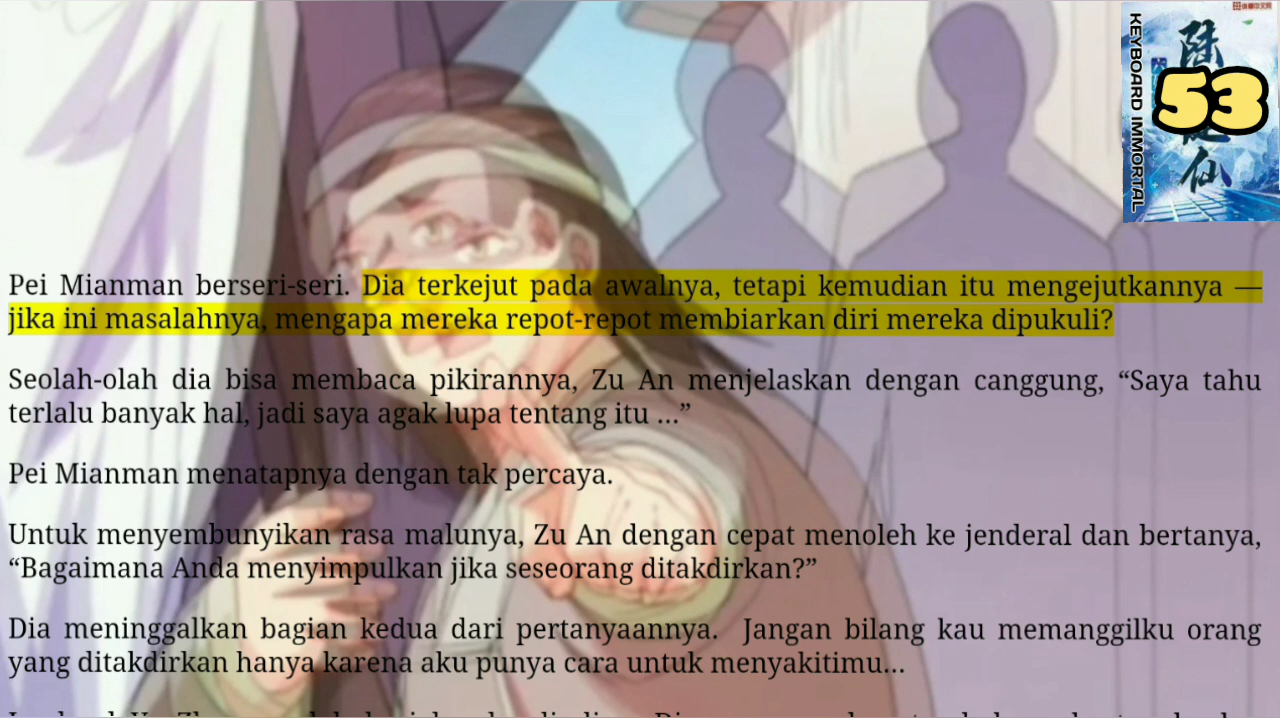 KEYBOARD IMMORTAL
53
仙
Pei Mianman berseri-seri. Dia terkejut pada awalnya, tetapi kemudian itu mengejutkannya —
jika ini masalahnya, mengapa mereka repot-repot membiarkan diri mereka dipukuli?
Seolah-olah dia bisa membaca pikirannya, Zu An menjelaskan dengan canggung, “Saya tahu
terlalu banyak hal, jadi saya agak lupa tentang itu ...”
Pei Mianman menatapnya dengan tak percaya.
Untuk menyembunyikan rasa malunya, Zu An dengan cepat menoleh ke jenderal dan bertanya,
“Bagaimana Anda menyimpulkan jika seseorang ditakdirkan?”
Dia meninggalkan bagian kedua dari pertanyaannya. Jangan bilang kau memanggilku orang
yang ditakdirkan hanya karena aku punya cara untuk menyakitimu...